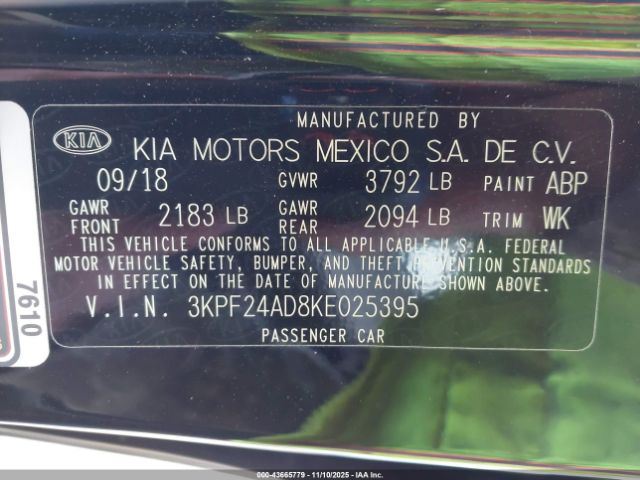 MANUFACTURED BY
KIA
KIA MOTORS MEXICO S.A. DE C.V.
09/18 GVWR 3792 LB PAINT ABP
GAWR FRONT 2183 LB GAWR REAR 2094 LB TRIM WK
THIS VEHICLE CONFORMS TO ALL APPLICABLE U.S.A. FEDERAL
MOTOR VEHICLE SAFETY, BUMPER, AND THEFT PREVENTION STANDARDS
IN EFFECT ON THE DATE OF MANUFACTURE SHOWN ABOVE.
V.I.N. 3KPF24AD8KE025395
PASSENGER CAR
7610
000-43665779 - 11/10/2025 - IAAI.com